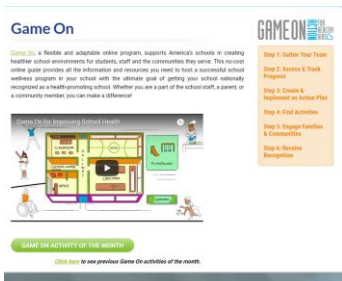 Game On
Game On, a flexible and adaptable online program, supports America's schools in creating
healthier school environments for students, staff and the communities they serve. This no-cost
online guide provides all the information and resources you need to host a successful school
wellness program in your school with the ultimate goal of getting your school nationally
recognized as a health-promoting school. Whether you are a part of the school staff, a parent, or
a community member, you can make a difference!
Game On for Improving School Health
GAME ON ACTIVITY OF THE MONTH
Click here to see previous Game On activities of the month.
GAME ON
ACTION
FOR
HEALTHY
KIDS
Step 1: Gather Your Team
Step 2: Assess & Track
Progress
Step 3: Create &
Implement an Action Plan
Step 4: Find Activities
Step 5: Engage Families
& Communities
Step 6: Receive
Recognition